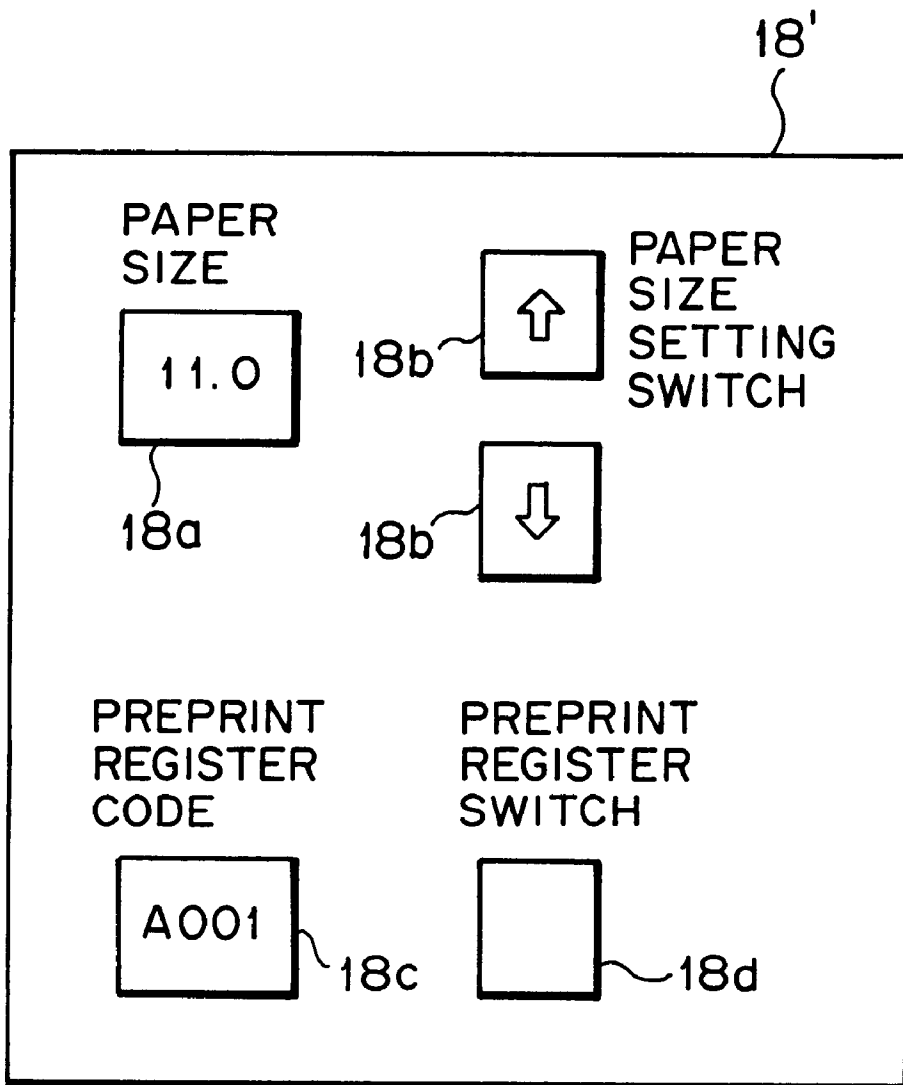 18'
PAPER
SIZE
11.0
18a
18b
PAPER
SIZE
SETTING
SWITCH
18b
PREPRINT
REGISTER
CODE
A001
18c
PREPRINT
REGISTER
SWITCH
18d